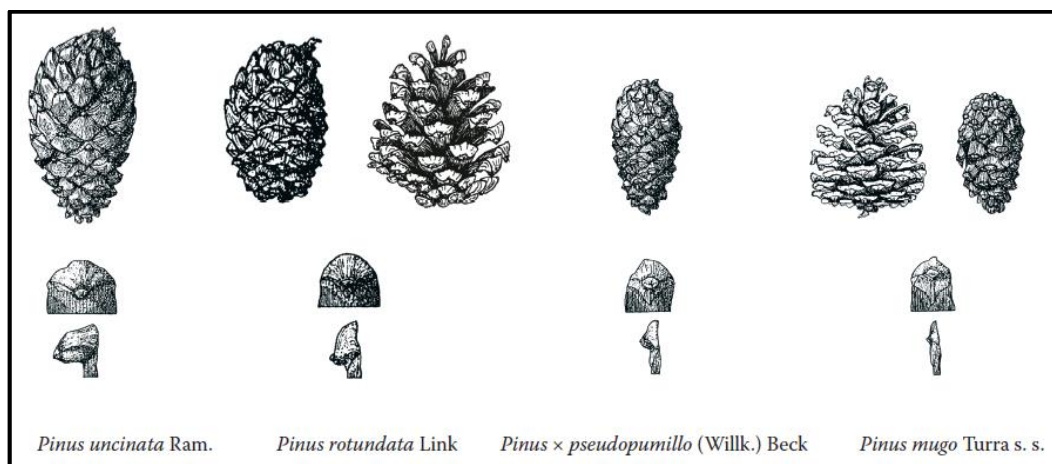 Pinus uncinata Ram. Pinus rotundata Link Pinus × pseudopumillo (Willk.) Beck Pinus mugo Turra s. s.